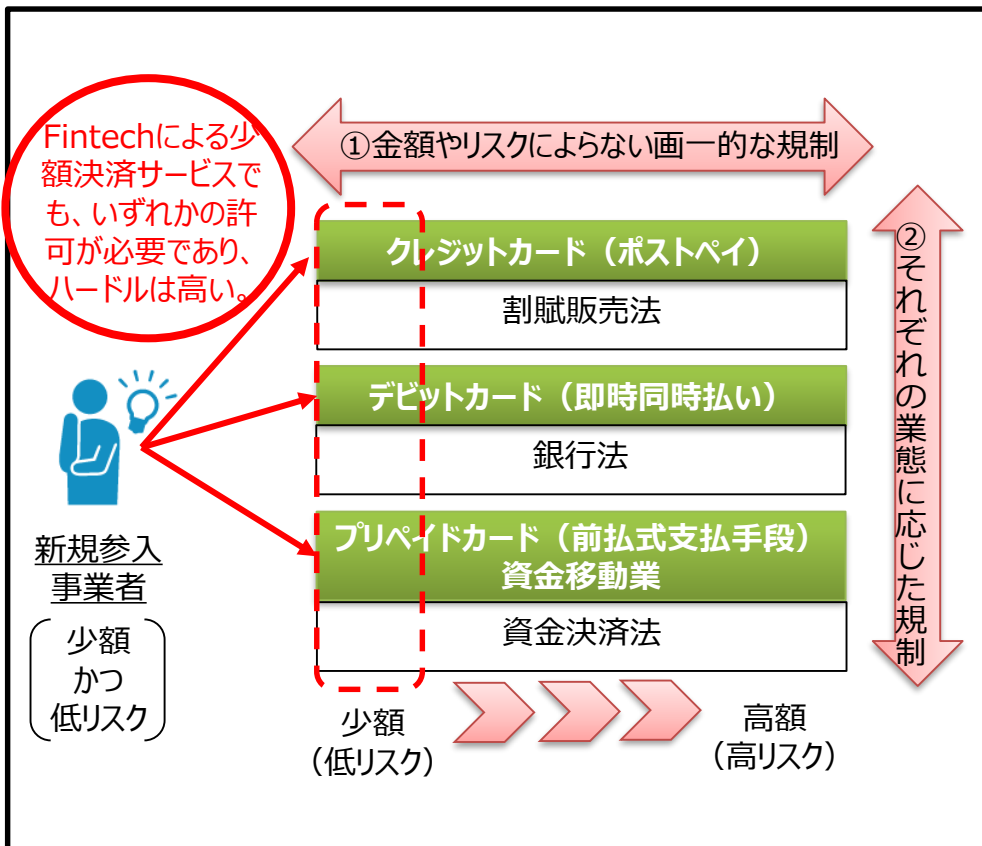 Fintechによる少
額決済サービスで
も、いずれかの許
可が必要であり、
ハードルは高い。
①金額やリスクによらない画一的な規制
クレジットカード（ポストペイ）
割賦販売法
デビットカード（即時同時払い）
銀行法
プリペイドカード（前払式支払手段）
資金移動業
資金決済法
②それぞれの業態に応じた規制
新規参入
事業者
少額
かつ
低リスク
少額
（低リスク）
高額
（高リスク）